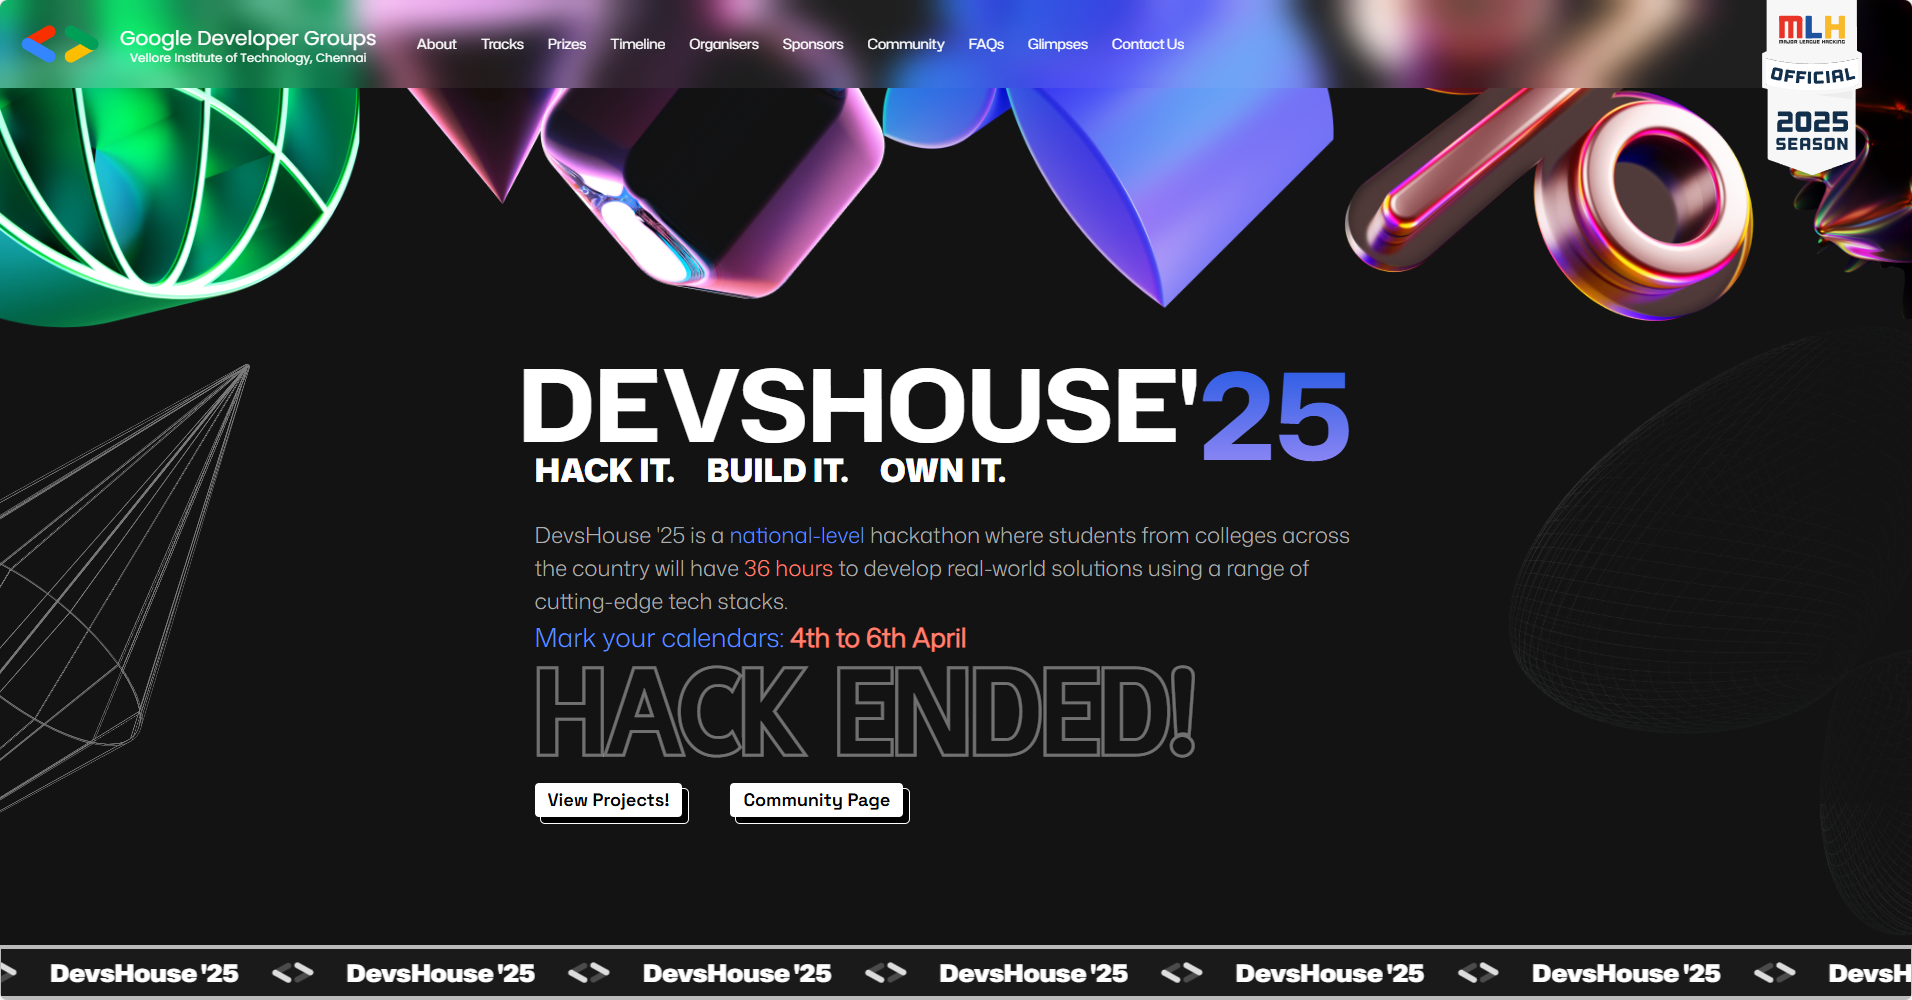 Google Developer Groups
Vellore Institute of Technology, Chennai
About Tracks Prizes Timeline Organisers Sponsors Community FAQs Glimpses Contact Us
MLH
MAJOR LEAGUE HACKING
OFFICIAL
2025
SEASON
DEVSHOUSE'25
HACK IT. BUILD IT. OWN IT.
DevsHouse '25 is a national-level hackathon where students from colleges across
the country will have 36 hours to develop real-world solutions using a range of
cutting-edge tech stacks.
Mark your calendars: 4th to 6th April
HACK ENDED!
View Projects! Community Page
DevsHouse '25 <> DevsHouse '25 <> DevsHouse '25 <> DevsHouse '25 <> DevsHouse '25 <> DevsHouse '25 <> DevsH